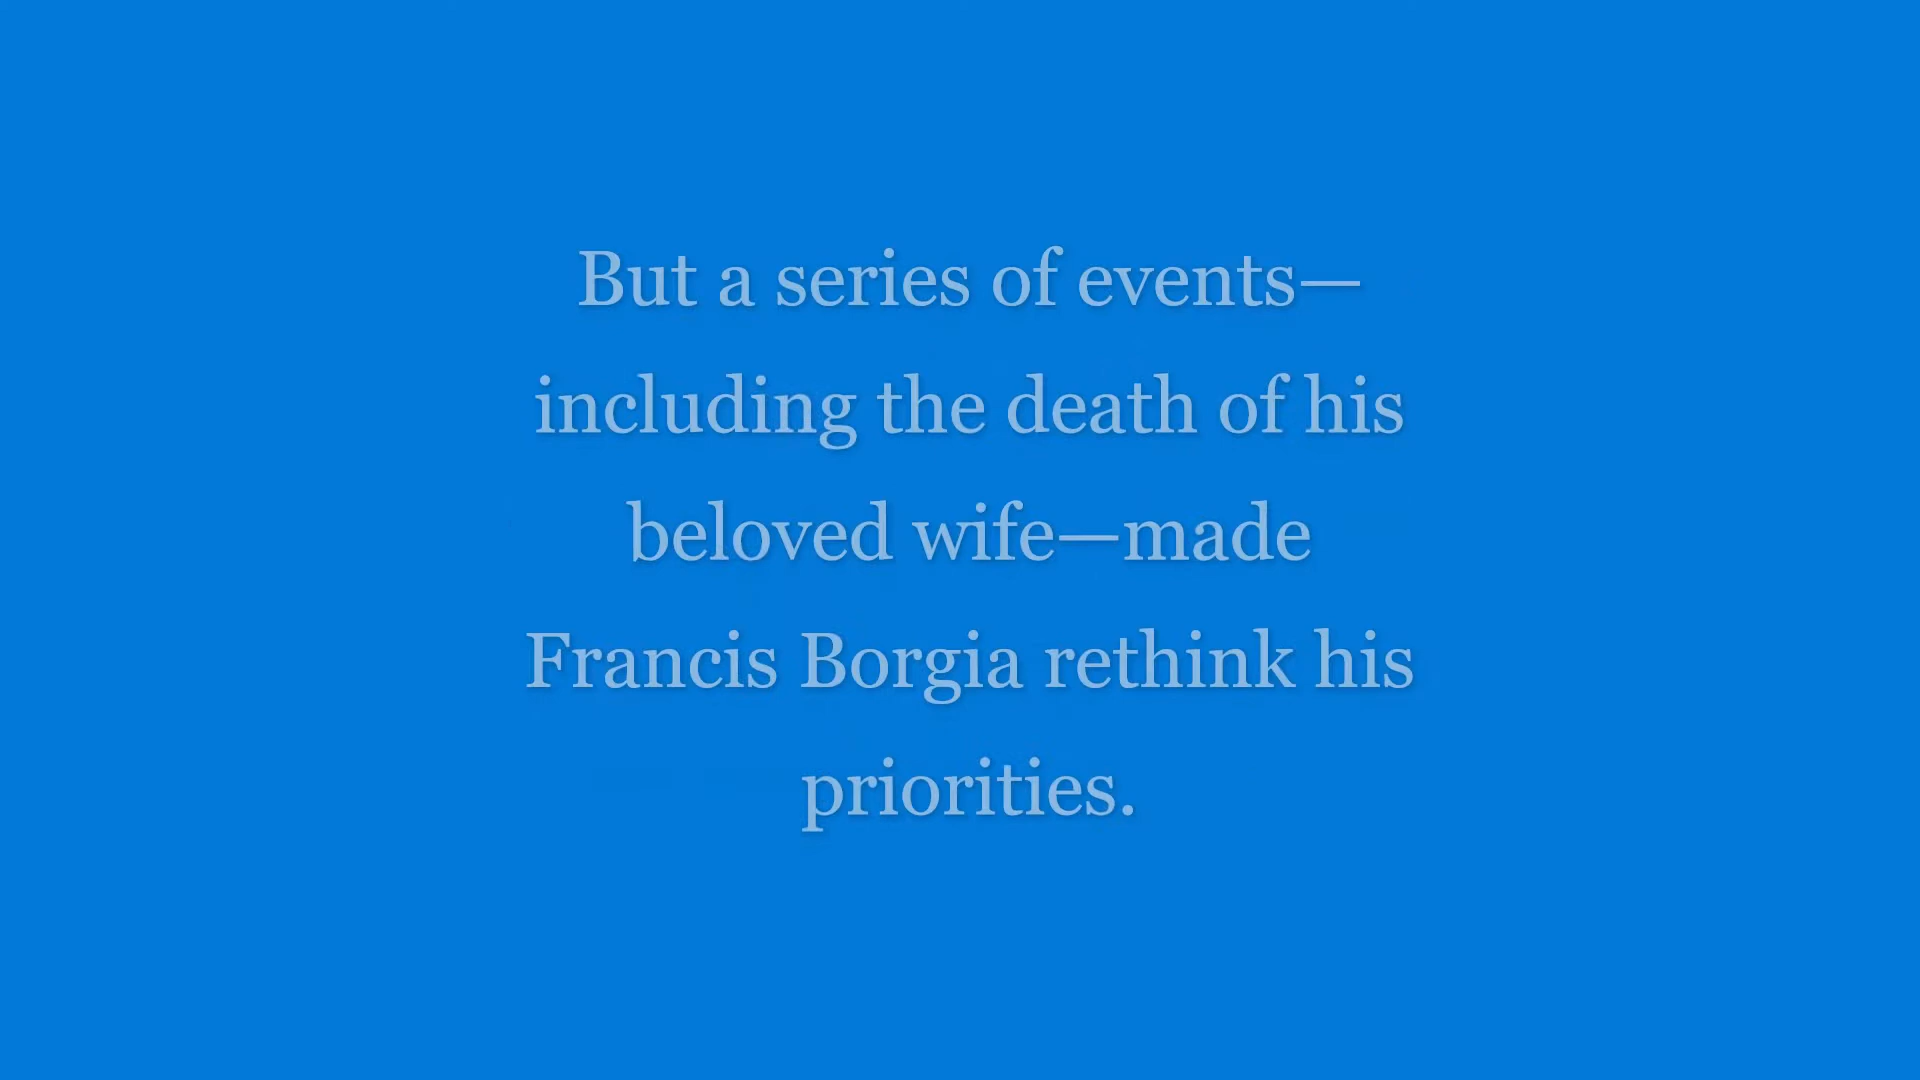 But a series of events—
including the death of his
beloved wife—made
Francis Borgia rethink his
priorities.